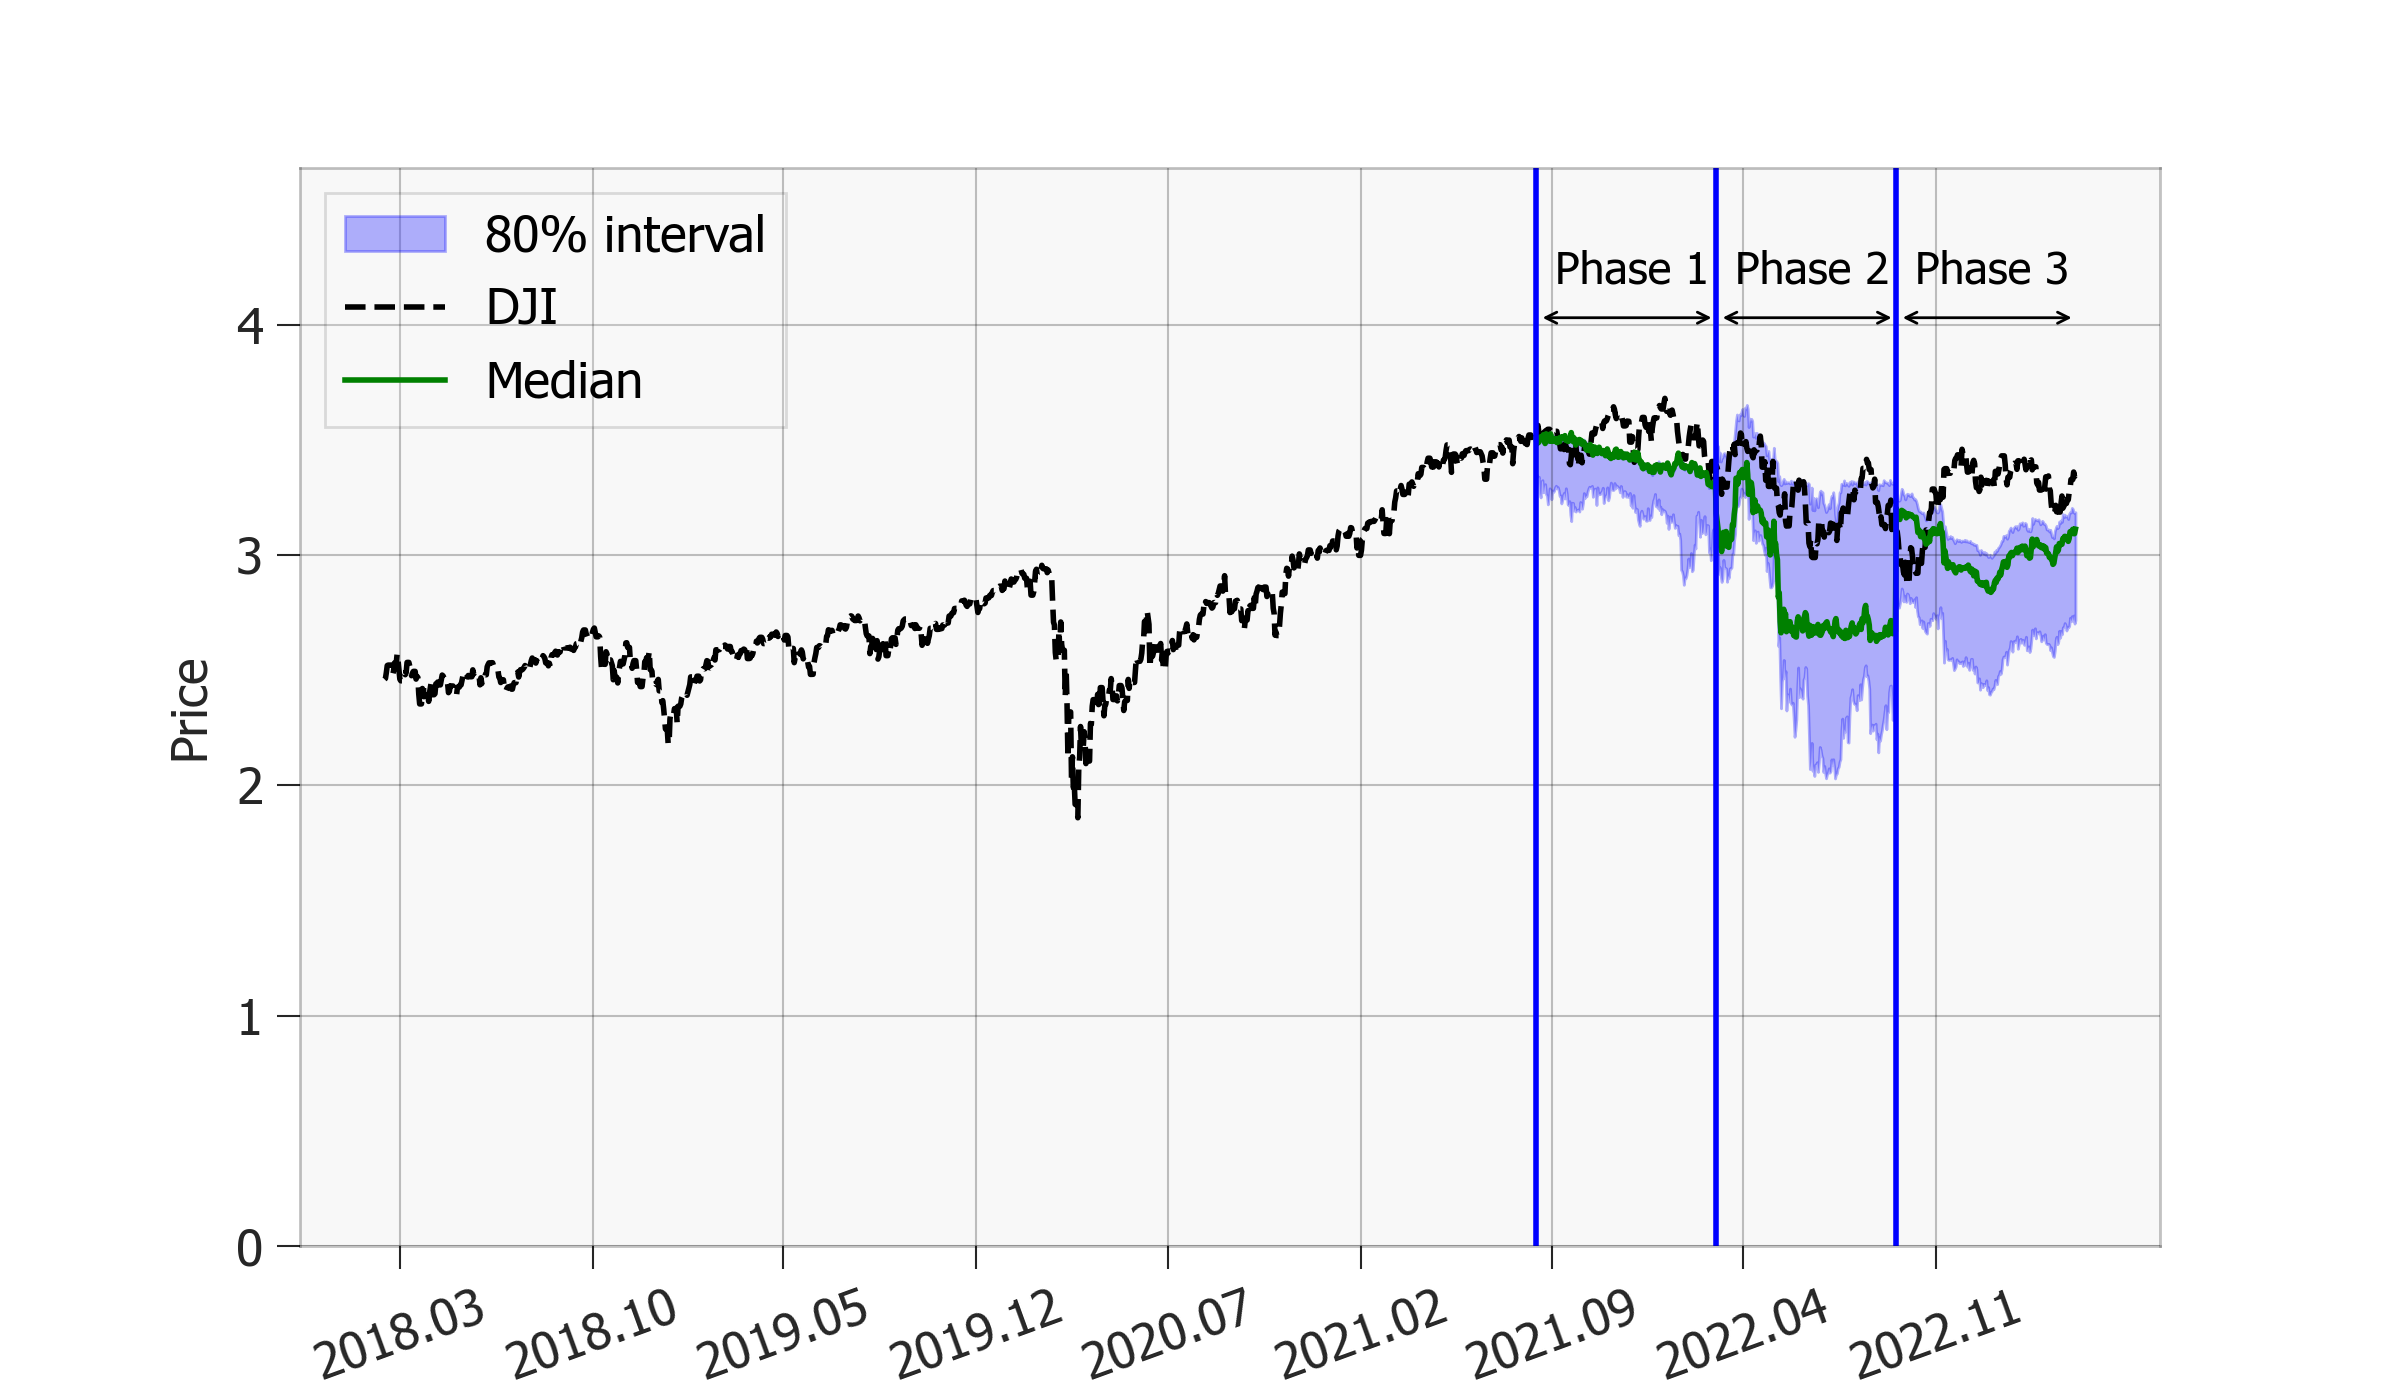 80% interval
DJI
Median
Phase 1
Phase 2
Phase 3
Price
4
3
2
1
0
2018.03
2018.10
2019.05
2019.12
2020.07
2021.02
2021.09
2022.04
2022.11